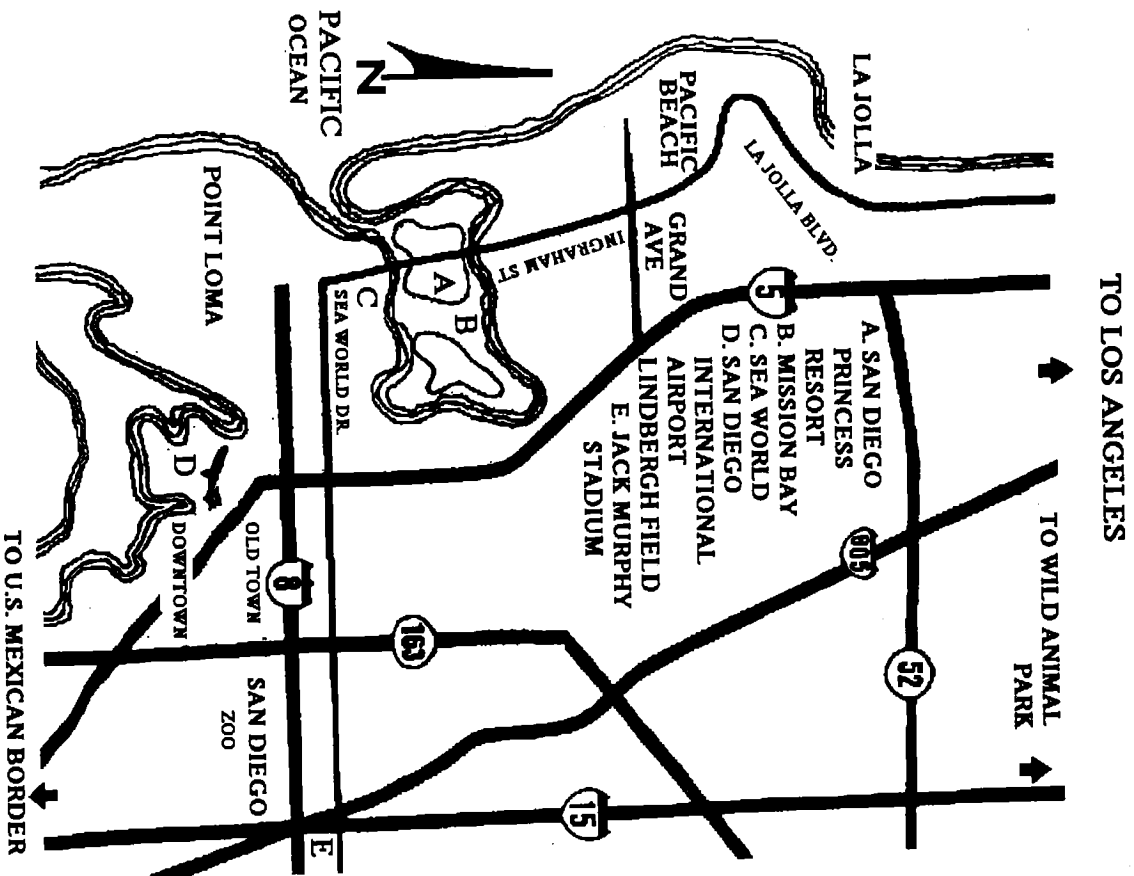 TO LOS ANGELES
TO WILD ANIMAL
PARK
LA JOLLA
52
805
LA JOLLA BLVD.
5
A. SAN DIEGO
PRINCESS
RESORT
B. MISSION BAY
C. SEA WORLD
D. SAN DIEGO
INTERNATIONAL
AIRPORT
LINDBERGH FIELD
E. JACK MURPHY
STADIUM
PACIFIC
BEACH
GRAND
AVE
INGRAHAM ST
15
B
A
163
N
C
SEA WORLD DR.
E
PACIFIC
OCEAN
8
OLD TOWN
SAN DIEGO
ZOO
POINT LOMA
D
DOWNTOWN
TO U.S. MEXICAN BORDER